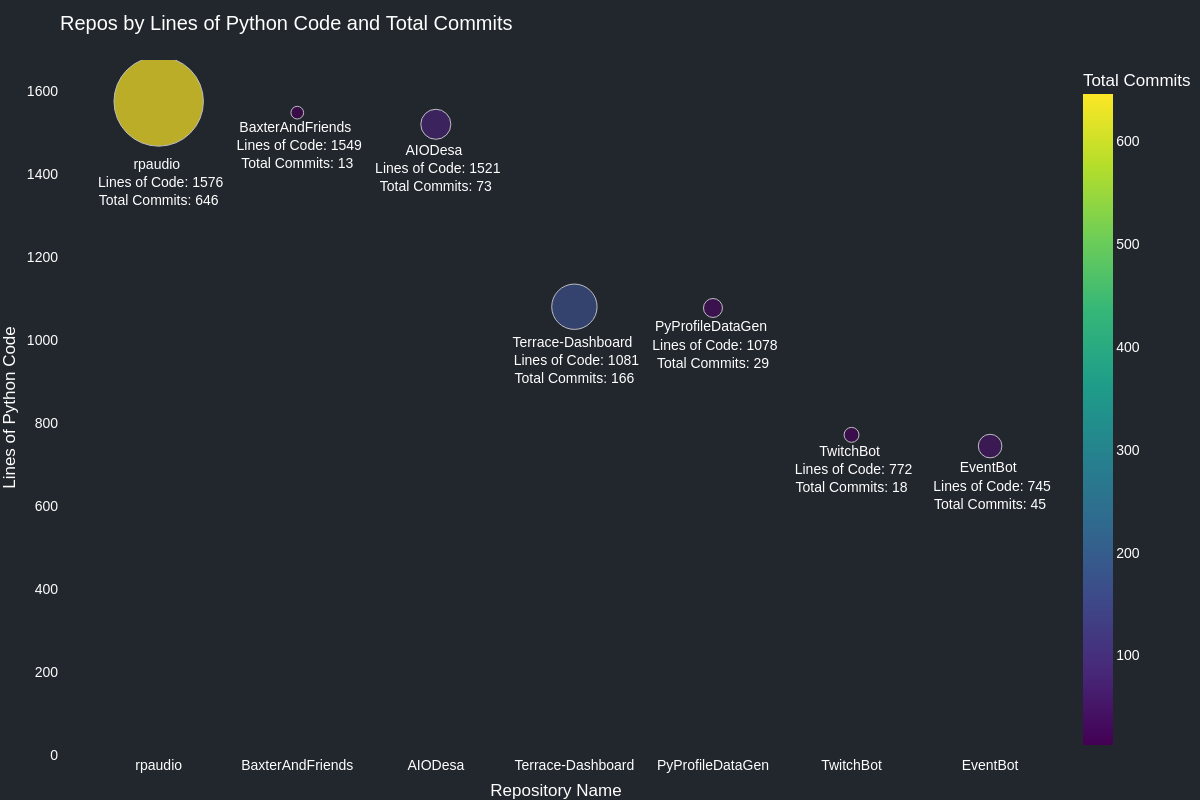 Repos by Lines of Python Code and Total Commits
Lines of Python Code
1600
1400
1200
1000
800
600
400
200
0
rpaudio
Lines of Code: 1576
Total Commits: 646
BaxterAndFriends
Lines of Code: 1549
Total Commits: 13
AIODesa
Lines of Code: 1521
Total Commits: 73
Terrace-Dashboard
Lines of Code: 1081
Total Commits: 166
PyProfileDataGen
Lines of Code: 1078
Total Commits: 29
TwitchBot
Lines of Code: 772
Total Commits: 18
EventBot
Lines of Code: 745
Total Commits: 45
rpaudio
BaxterAndFriends
AIODesa
Terrace-Dashboard
PyProfileDataGen
TwitchBot
EventBot
Repository Name
Total Commits
600
500
400
300
200
100